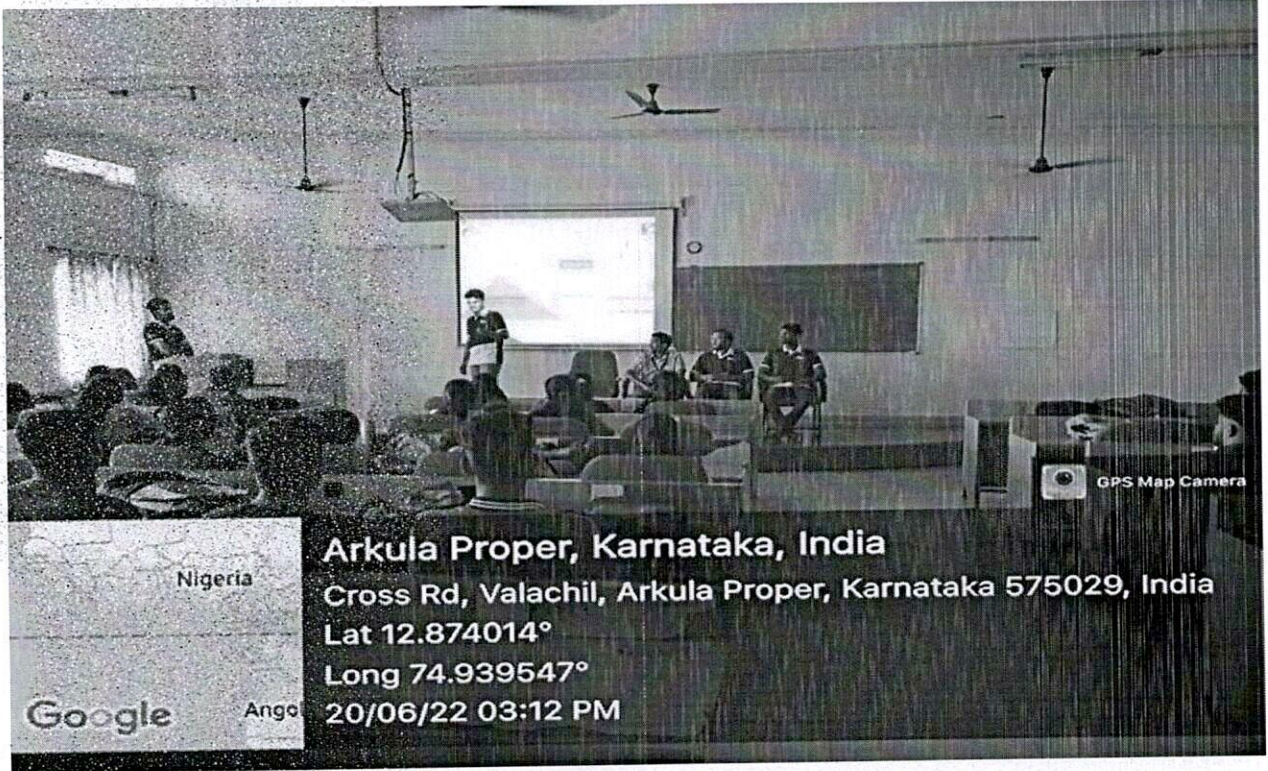 GPS Map Camera
Arkula Proper, Karnataka, India
Cross Rd, Valachil, Arkula Proper, Karnataka 575029, India
Lat 12.874014°
Long 74.939547°
20/06/22 03:12 PM
Nigeria
Google
Angol